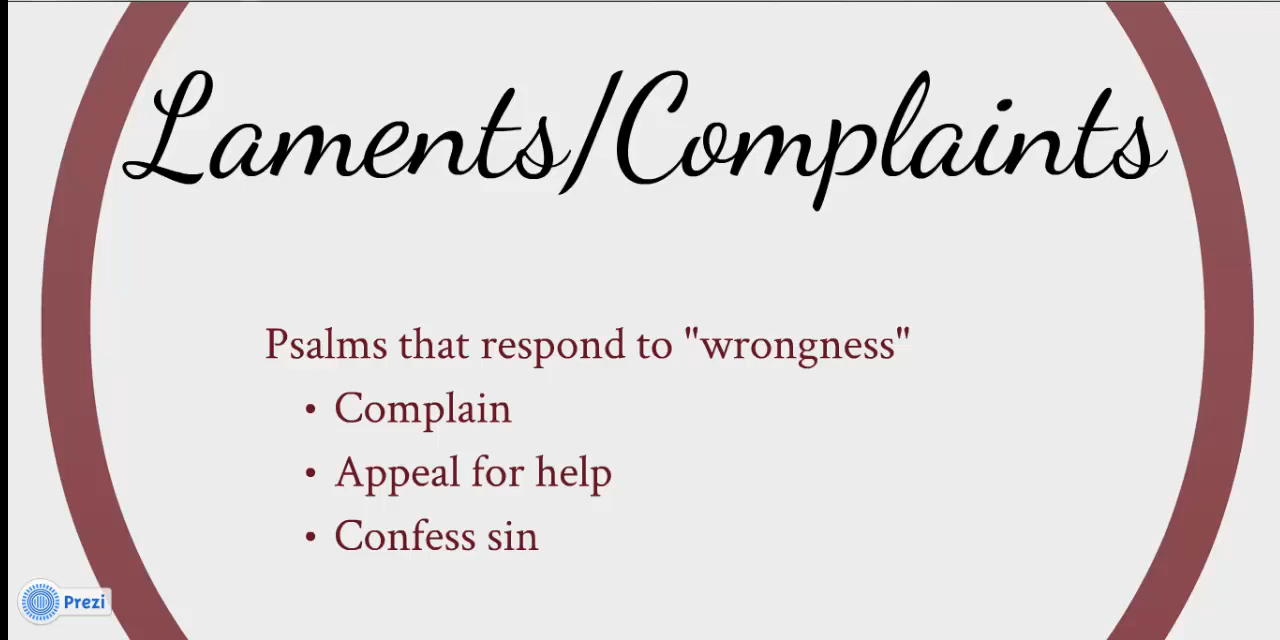 Laments/Complaints
Psalms that respond to "wrongness"
• Complain
• Appeal for help
• Confess sin
Prezi